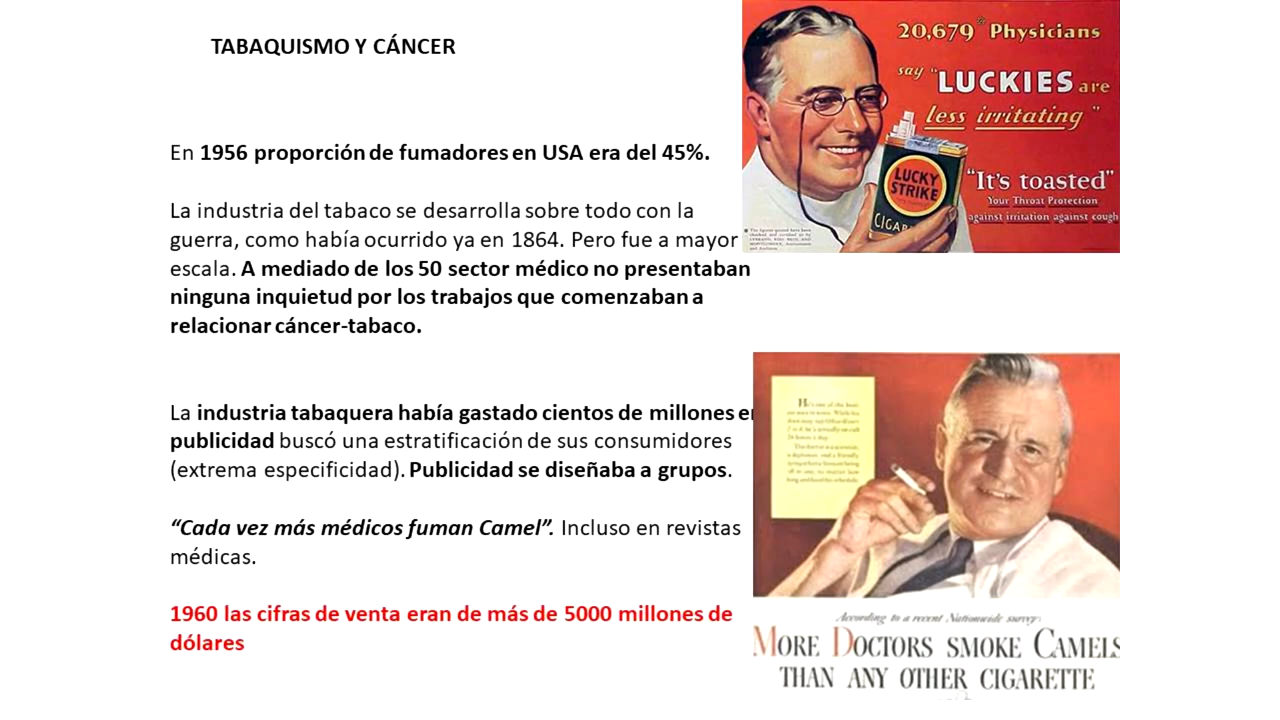 TABAQUISMO Y CÁNCER
En 1956 proporción de fumadores en USA era del 45%.
La industria del tabaco se desarrolla sobre todo con la
guerra, como había ocurrido ya en 1864. Pero fue a mayor
escala. A mediado de los 50 sector médico no presentaban
ninguna inquietud por los trabajos que comenzaban a
relacionar cáncer-tabaco.
La industria tabaquera había gastado cientos de millones en
publicidad buscó una estratificación de sus consumidores
(extrema especificidad). Publicidad se diseñaba a grupos.
“Cada vez más médicos fuman Camel”. Incluso en revistas
médicas.
1960 las cifras de venta eran de más de 5000 millones de
dólares
20,679* Physicians
say "LUCKIES are
less irritating"
LUCKY
STRIKE
CIGAR
"It's toasted"
Your Throat Protection
against irritation against cough
According to a recent Nationwide survey:
MORE DOCTORS SMOKE CAMELS
THAN ANY OTHER CIGARETTE